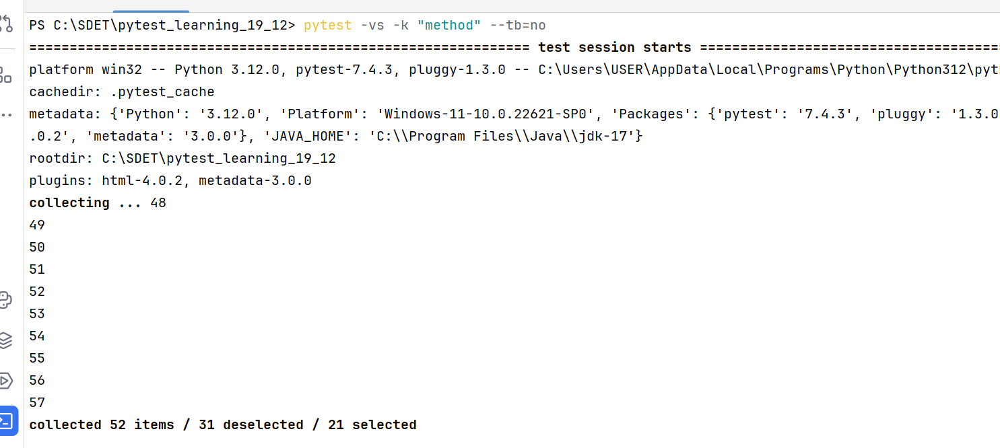 PS C:\SDET\pytest_learning_19_12> pytest -vs -k "method" --tb=no
============================================================== test session starts =====================================
platform win32 -- Python 3.12.0, pytest-7.4.3, pluggy-1.3.0 -- C:\Users\USER\AppData\Local\Programs\Python\Python312\pyt
cachedir: .pytest_cache
metadata: {'Python': '3.12.0', 'Platform': 'Windows-11-10.0.22621-SP0', 'Packages': {'pytest': '7.4.3', 'pluggy': '1.3.0
.0.2', 'metadata': '3.0.0'}, 'JAVA_HOME': 'C:\\Program Files\\Java\\jdk-17'}
rootdir: C:\SDET\pytest_learning_19_12
plugins: html-4.0.2, metadata-3.0.0
collecting ... 48
49
50
51
52
53
54
55
56
57
collected 52 items / 31 deselected / 21 selected